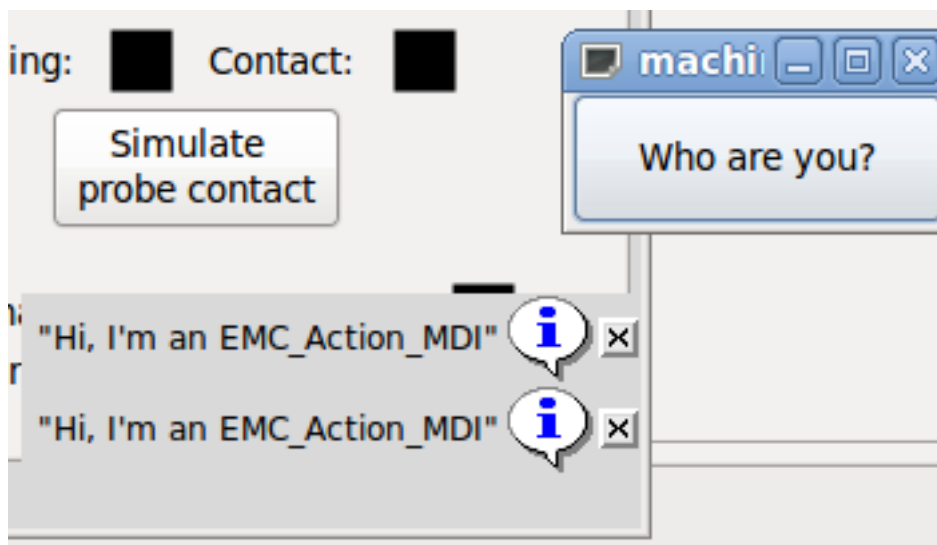 ing:
Contact:
machi
Simulate
probe contact
Who are you?
"Hi, I'm an EMC_Action_MDI"
"Hi, I'm an EMC_Action_MDI"